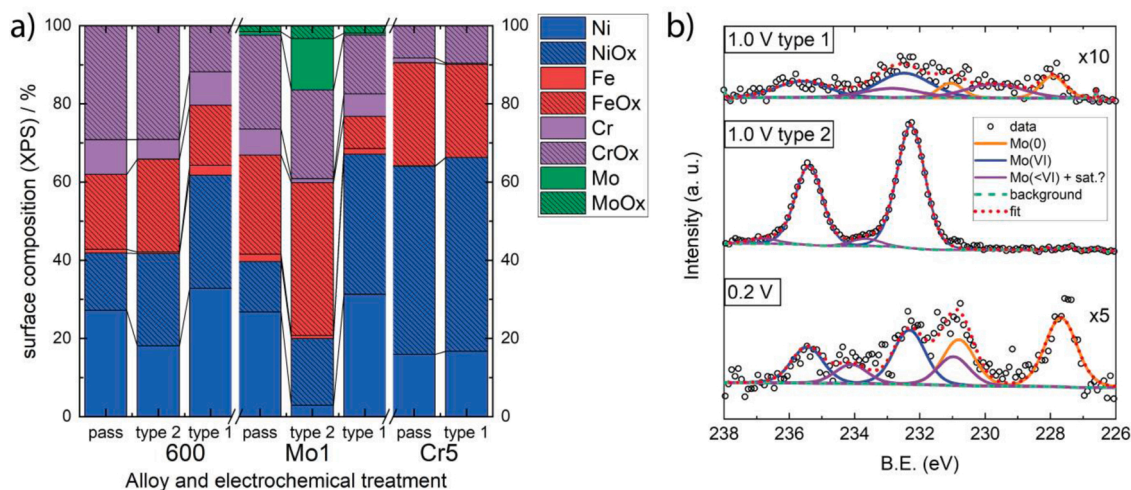 a)
100
80
60
40
20
0
surface composition (XPS) / %
100
80
60
40
20
0
pass
type 2
type 1
pass
type 2
type 1
pass
type 1
600
Mo1
Cr5
Alloy and electrochemical treatment
Ni
NiOx
Fe
FeOx
Cr
CrOx
Mo
MoOx
b)
1.0 V type 1
x10
1.0 V type 2
data
Mo(0)
Mo(VI)
Mo(<VI) + sat.?
background
fit
0.2 V
x5
Intensity (a. u.)
238
236
234
232
230
228
226
B.E. (eV)